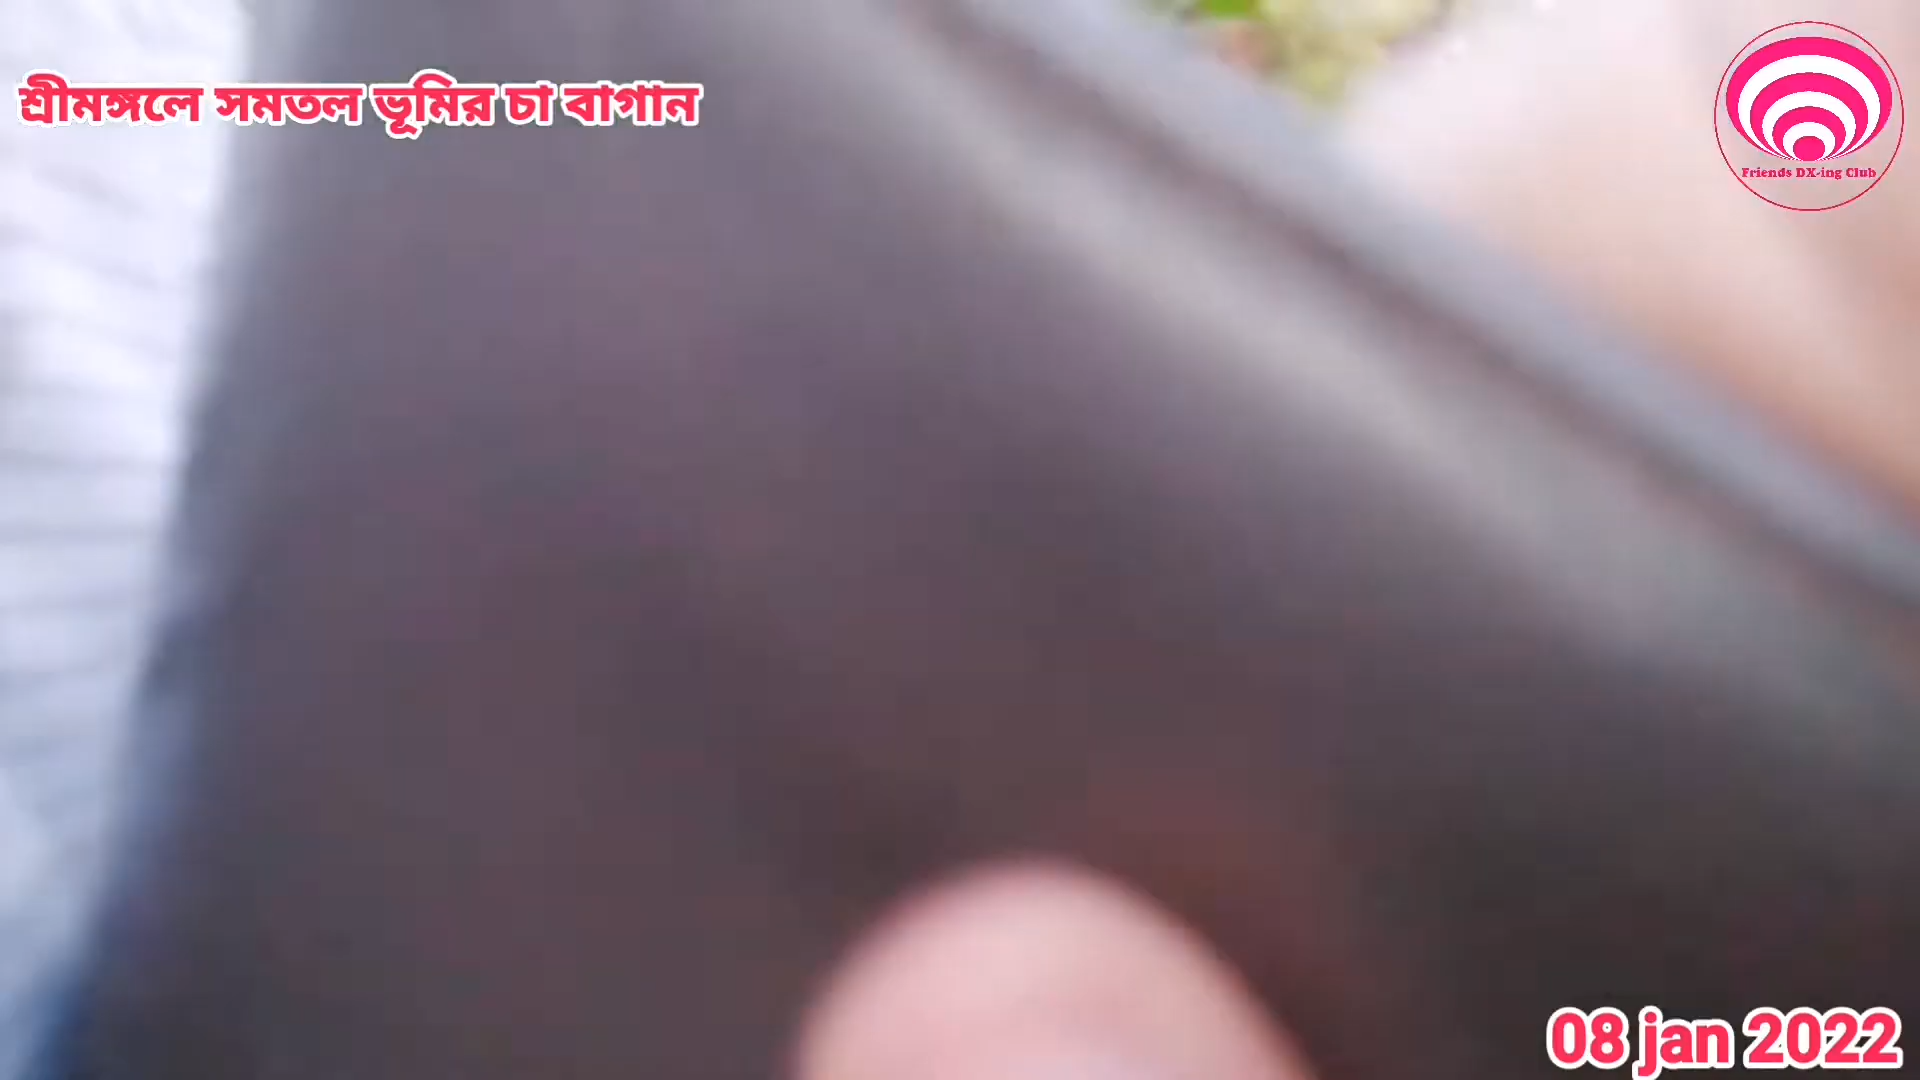 শ্রীমঙ্গলে সমতল ভূমির চা বাগান
Friends DX-ing Club
08 jan 2022